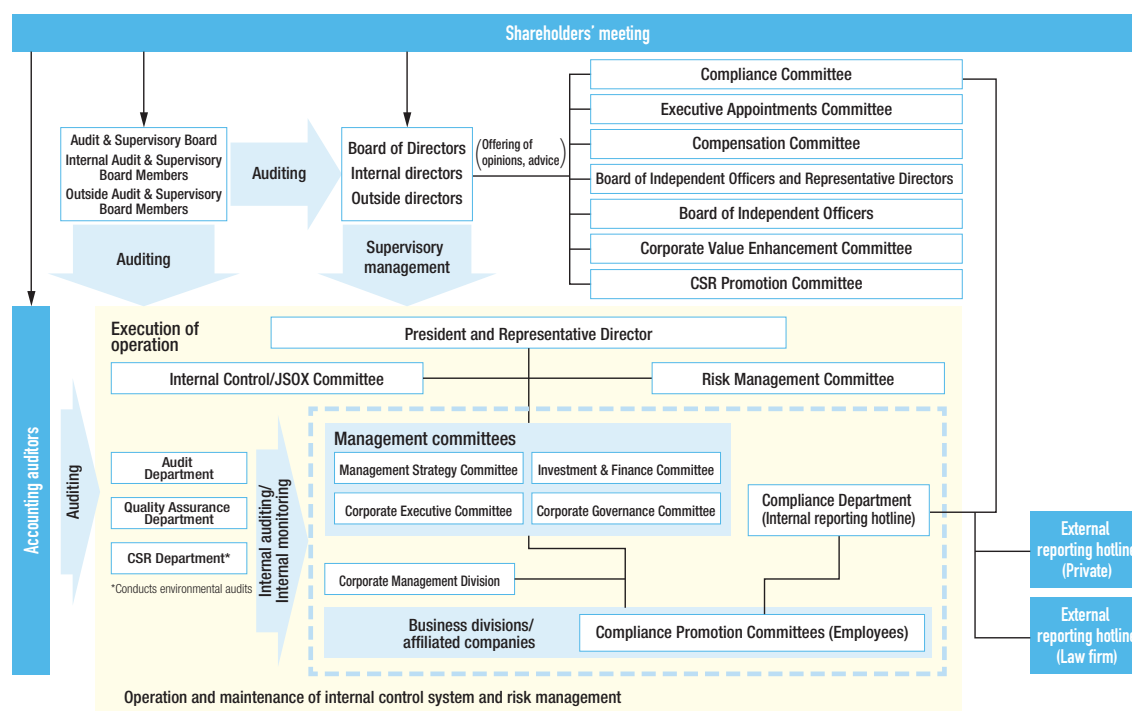 Shareholders' meeting
Audit & Supervisory Board
Internal Audit & Supervisory
Board Members
Outside Audit & Supervisory
Board Members
Auditing
Board of Directors
Internal directors
Outside directors
(Offering of
opinions, advice)
Compliance Committee
Executive Appointments Committee
Compensation Committee
Board of Independent Officers and Representative Directors
Board of Independent Officers
Corporate Value Enhancement Committee
CSR Promotion Committee
Auditing
Supervisory
management
Accounting auditors
Auditing
Execution of
operation
President and Representative Director
Internal Control/JSOX Committee
Risk Management Committee
Audit
Department
Quality Assurance
Department
CSR Department*
*Conducts environmental audits
Internal auditing/
Internal monitoring
Management committees
Management Strategy Committee
Investment & Finance Committee
Corporate Executive Committee
Corporate Governance Committee
Compliance Department
(Internal reporting hotline)
Corporate Management Division
Business divisions/
affiliated companies
Compliance Promotion Committees (Employees)
External
reporting hotline
(Private)
External
reporting hotline
(Law firm)
Operation and maintenance of internal control system and risk management